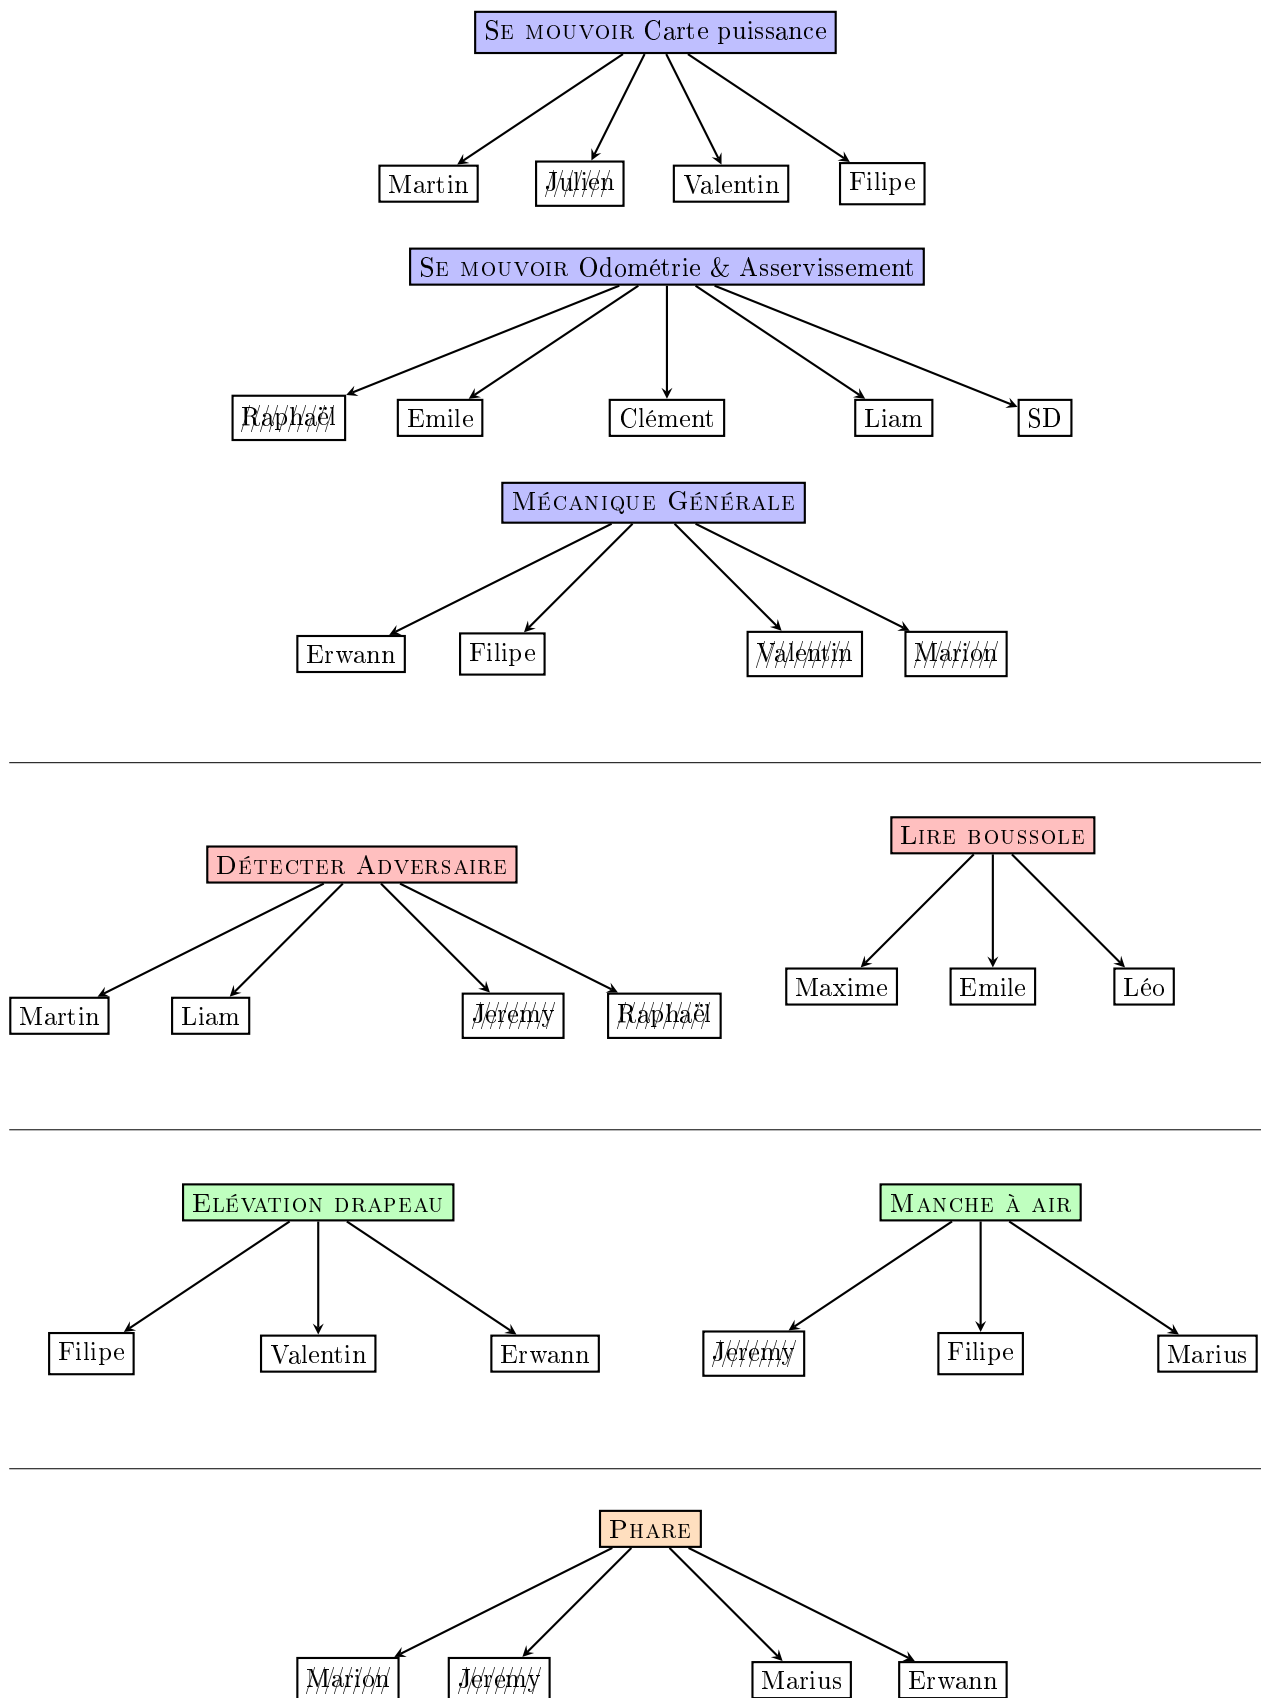 Se mouvoir Carte puissance
Martin Julien Valentin Filipe
Se mouvoir Odométrie & Asservissement
Raphaël Emile Clément Liam SD
Mécanique Générale
Erwann Filipe Valentin Marion
Détecter Adversaire
Martin Liam Jeremy Raphaël
Lire boussole
Maxime Emile Léo
Elévation drapeau
Filipe Valentin Erwann
Manche à air
Jeremy Filipe Marius
Phare
Marion Jeremy Marius Erwann